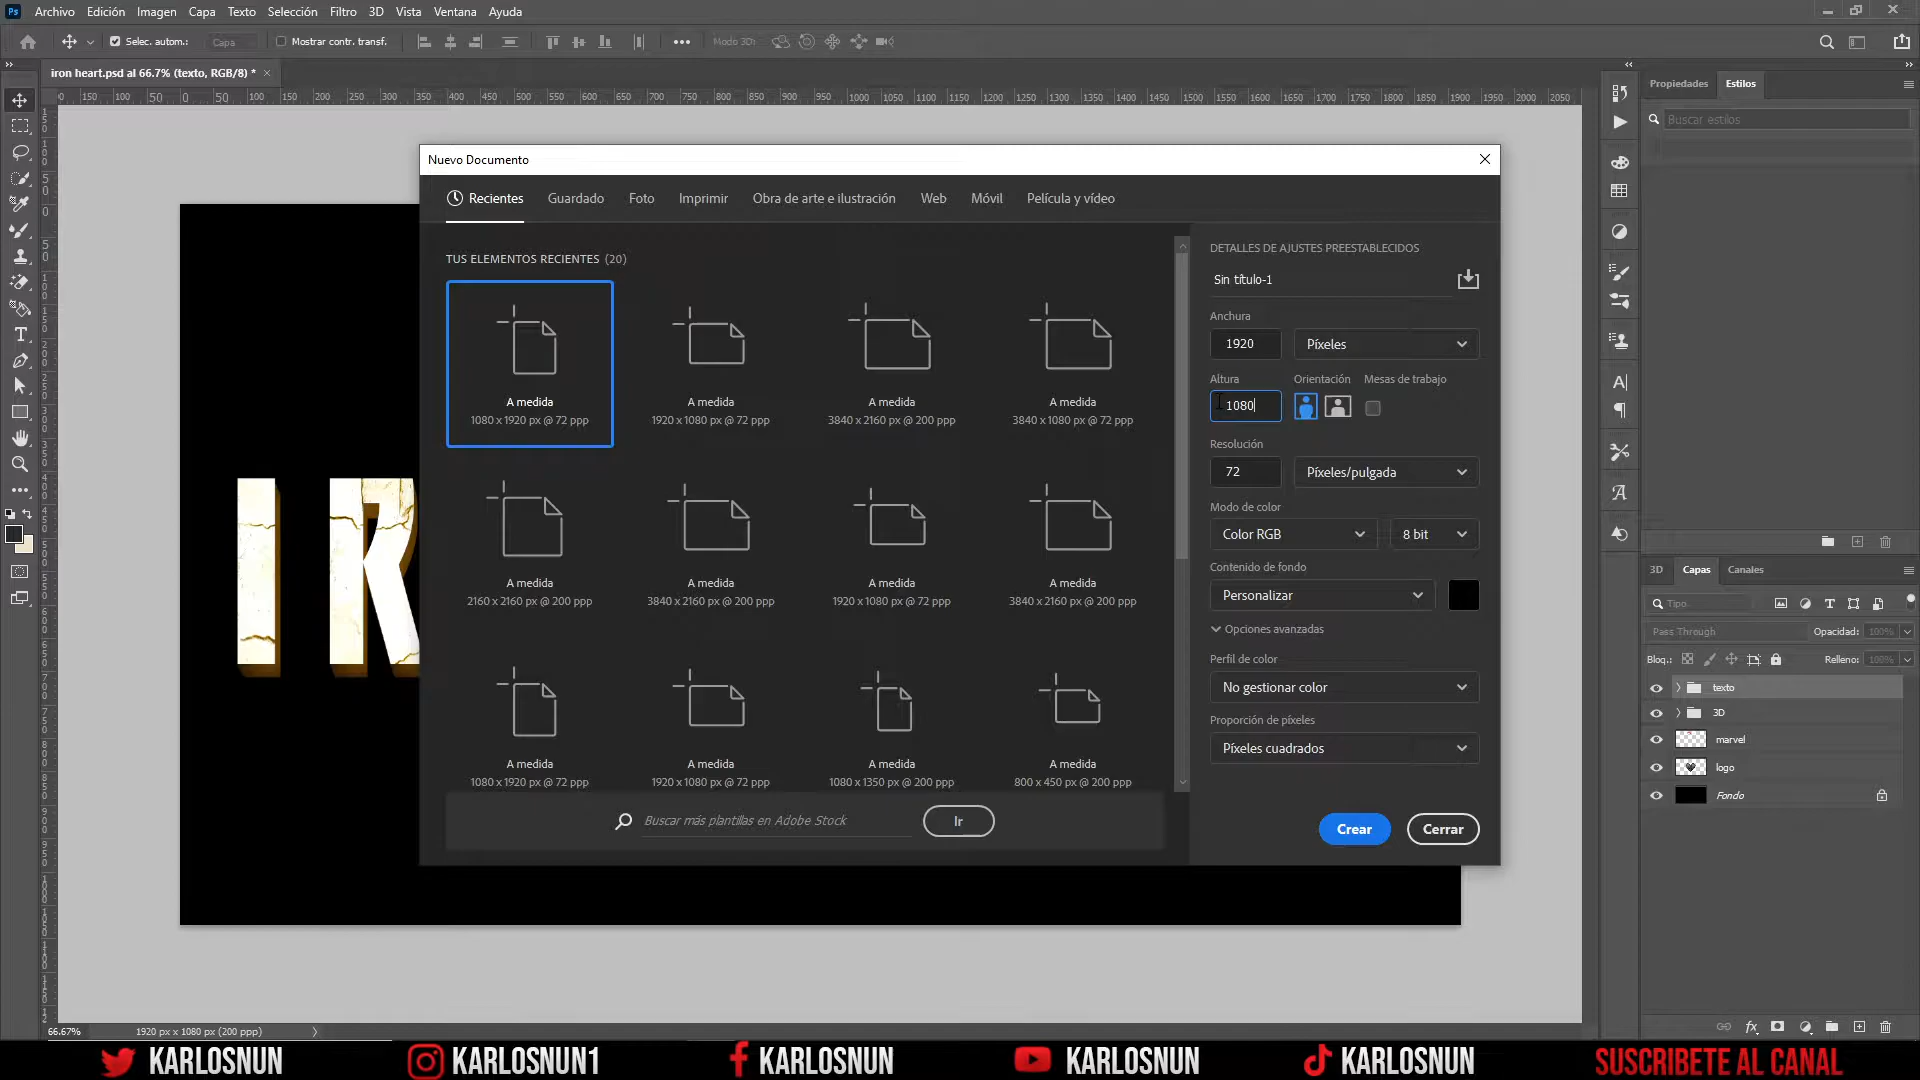 Ps Archivo Edición Imagen Capa Texto Selección Filtro 3D Vista Ventana Ayuda
Selec. autom.: Capa Mostrar contr. transf. Modo 3D:
iron heart.psd al 66.7% (texto, RGB/8) *
Nuevo Documento
Recientes Guardado Foto Imprimir Obra de arte e ilustración Web Móvil Película y vídeo
TUS ELEMENTOS RECIENTES (20)
A medida A medida A medida A medida
1080 x 1920 px @ 72 ppp 1920 x 1080 px @ 72 ppp 3840 x 2160 px @ 200 ppp 3840 x 1080 px @ 72 ppp
A medida A medida A medida A medida
2160 x 2160 px @ 200 ppp 3840 x 2160 px @ 200 ppp 1920 x 1080 px @ 72 ppp 3840 x 2160 px @ 200 ppp
A medida A medida A medida A medida
1080 x 1920 px @ 72 ppp 1920 x 1080 px @ 72 ppp 1080 x 1350 px @ 200 ppp 800 x 450 px @ 200 ppp
Buscar más plantillas en Adobe Stock Ir
DETALLES DE AJUSTES PREESTABLECIDOS
Sin título-1
Anchura
1920 Píxeles
Altura Orientación Mesas de trabajo
1080
Resolución
72 Píxeles/pulgada
Modo de color
Color RGB 8 bit
Contenido de fondo
Personalizar
Opciones avanzadas
Perfil de color
No gestionar color
Proporción de píxeles
Píxeles cuadrados
Crear Cerrar
I R
Propiedades Estilos
Buscar estilos
3D Capas Canales
Tipo
Pass Through Opacidad: 100%
Bloq.: Relleno: 100%
texto
3D
marvel
logo
Fondo
66.67% 1920 px x 1080 px (200 ppp)
KARLOSNUN KARLOSNUN1 KARLOSNUN KARLOSNUN KARLOSNUN SUSCRIBETE AL CANAL